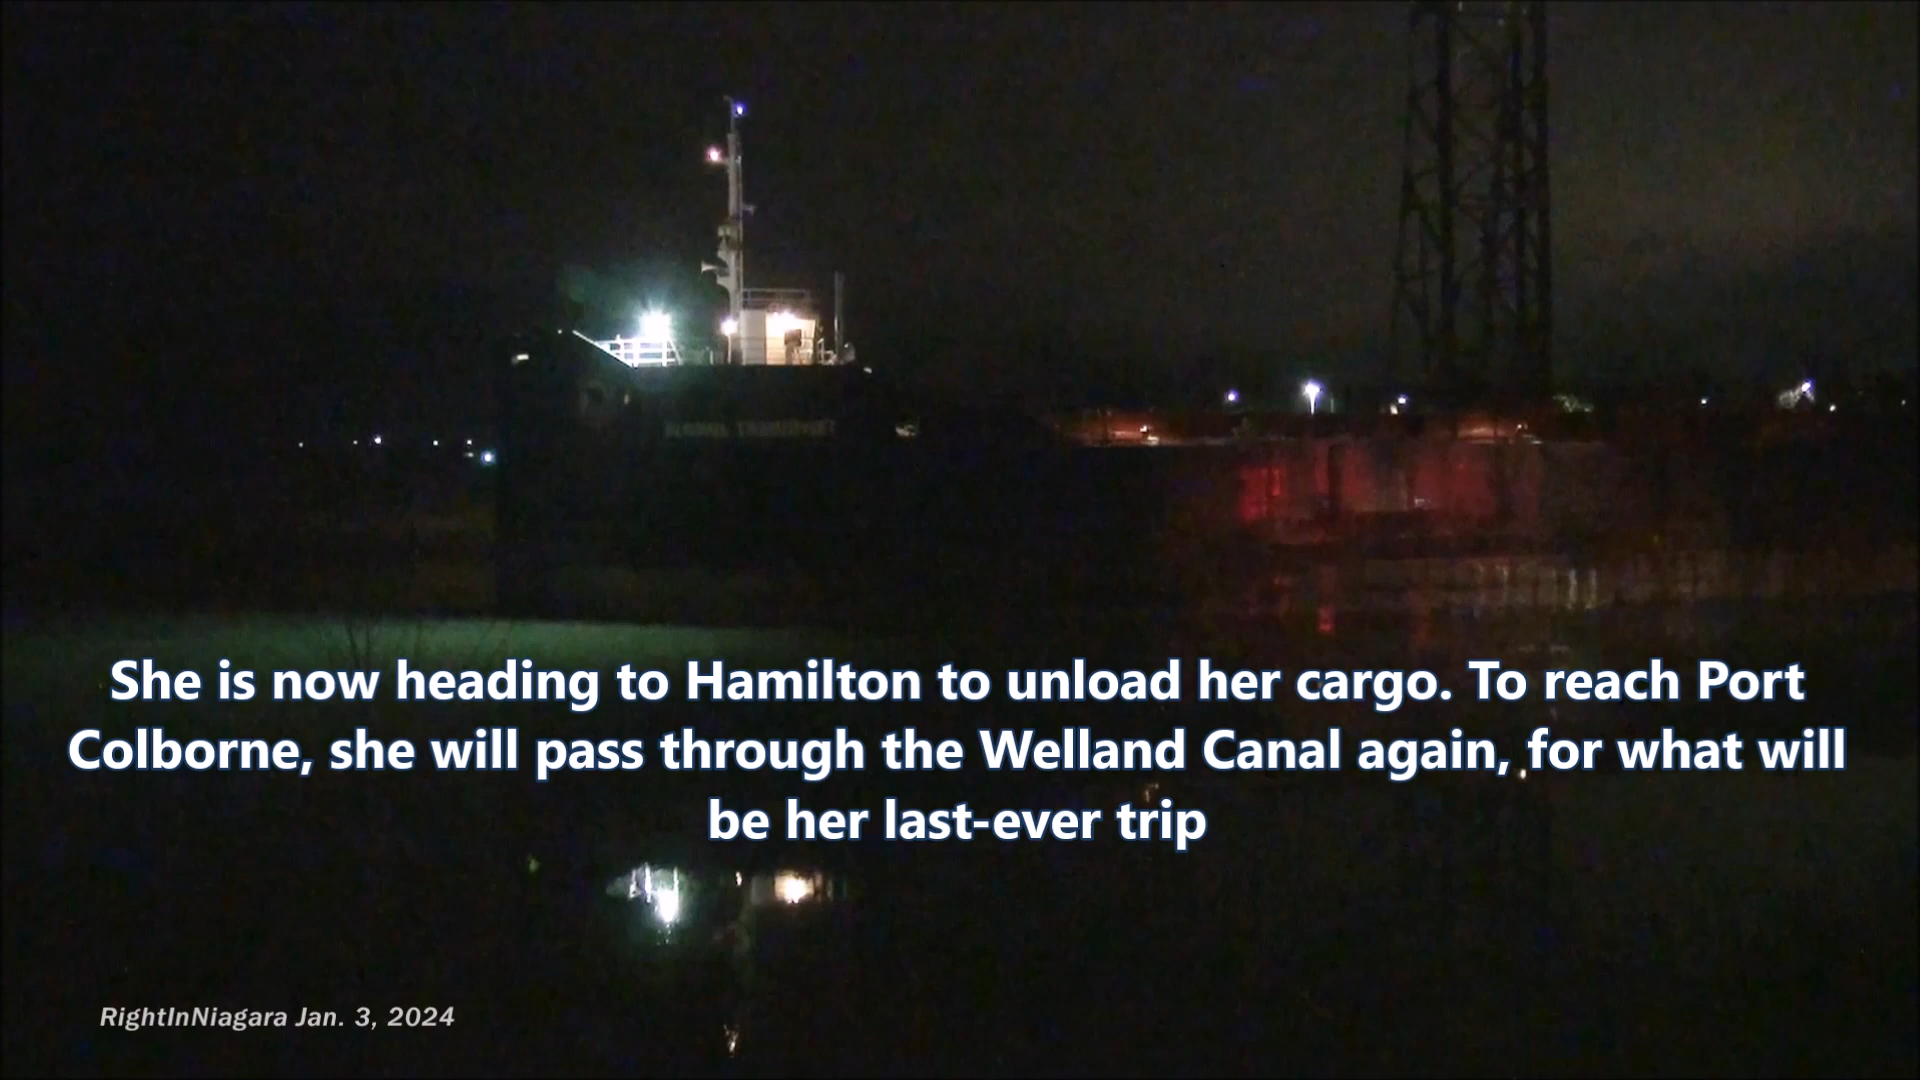 She is now heading to Hamilton to unload her cargo. To reach Port
Colborne, she will pass through the Welland Canal again, for what will
be her last-ever trip
RightInNiagara Jan. 3, 2024